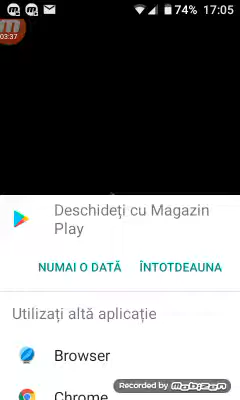 74% 17:05
03:37
Deschideți cu Magazin
Play
NUMAI O DATĂ ÎNTOTDEAUNA
Utilizați altă aplicație
Browser
Chrome
Recorded by Mobizen